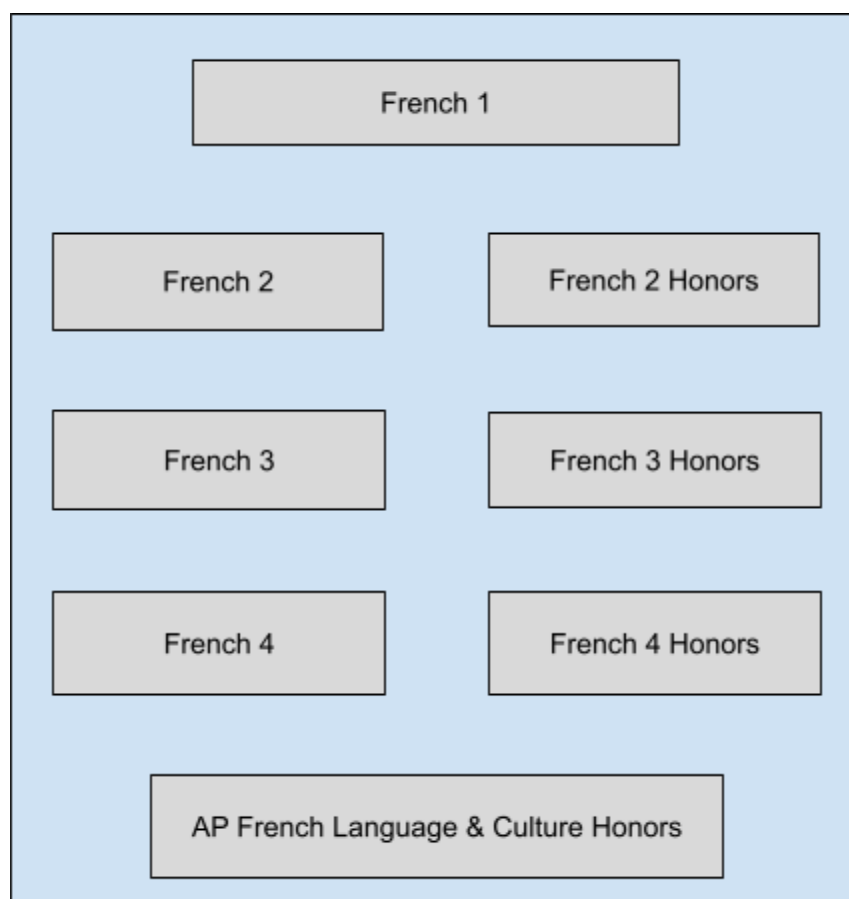 French 1
French 2
French 2 Honors
French 3
French 3 Honors
French 4
French 4 Honors
AP French Language & Culture Honors